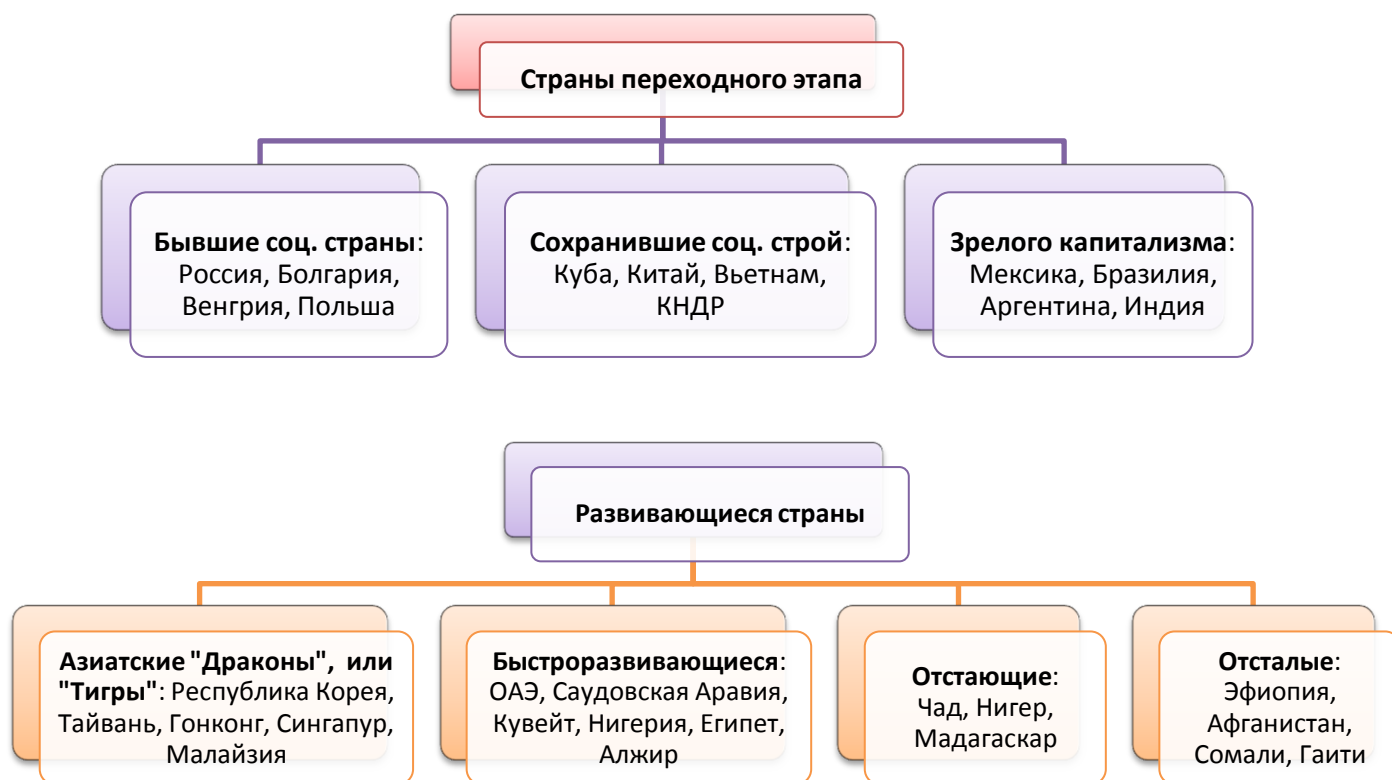 Страны переходного этапа
Бывшие соц. страны:
Россия, Болгария,
Венгрия, Польша
Сохранившие соц. строй:
Куба, Китай, Вьетнам,
КНДР
Зрелого капитализма:
Мексика, Бразилия,
Аргентина, Индия
Развивающиеся страны
Азиатские "Драконы", или
"Тигры": Республика Корея,
Тайвань, Гонконг, Сингапур,
Малайзия
Быстроразвивающиеся:
ОАЭ, Саудовская Аравия,
Кувейт, Нигерия, Египет,
Алжир
Отстающие:
Чад, Нигер,
Мадагаскар
Отсталые:
Эфиопия,
Афганистан,
Сомали, Гаити